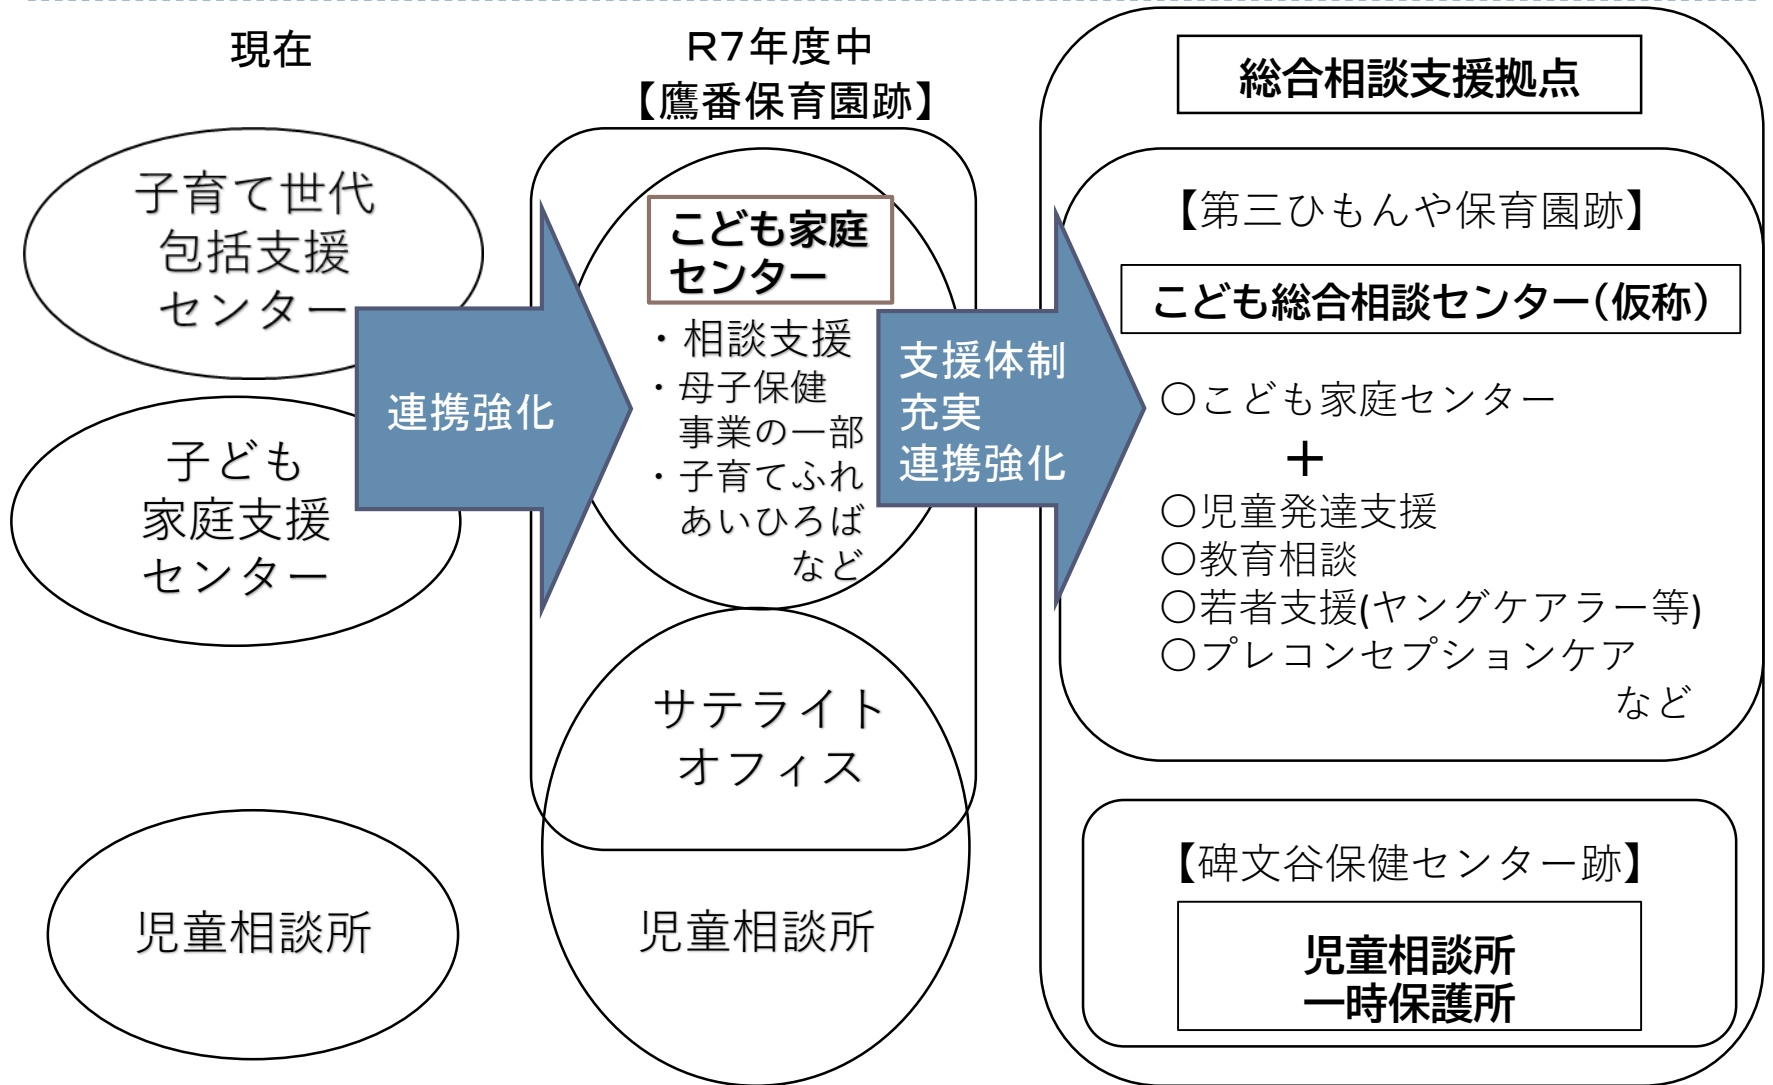 現在
子育て世代
包括支援
センター
子ども
家庭支援
センター
児童相談所
連携強化
R7年度中
【鷹番保育園跡】
こども家庭
センター
・相談支援
・母子保健
事業の一部
・子育てふれ
あいひろば
など
サテライト
オフィス
児童相談所
支援体制
充実
連携強化
総合相談支援拠点
【第三ひもんや保育園跡】
こども総合相談センター(仮称)
〇こども家庭センター
＋
〇児童発達支援
〇教育相談
〇若者支援(ヤングケアラー等)
〇プレコンセプションケア
など
【碑文谷保健センター跡】
児童相談所
一時保護所